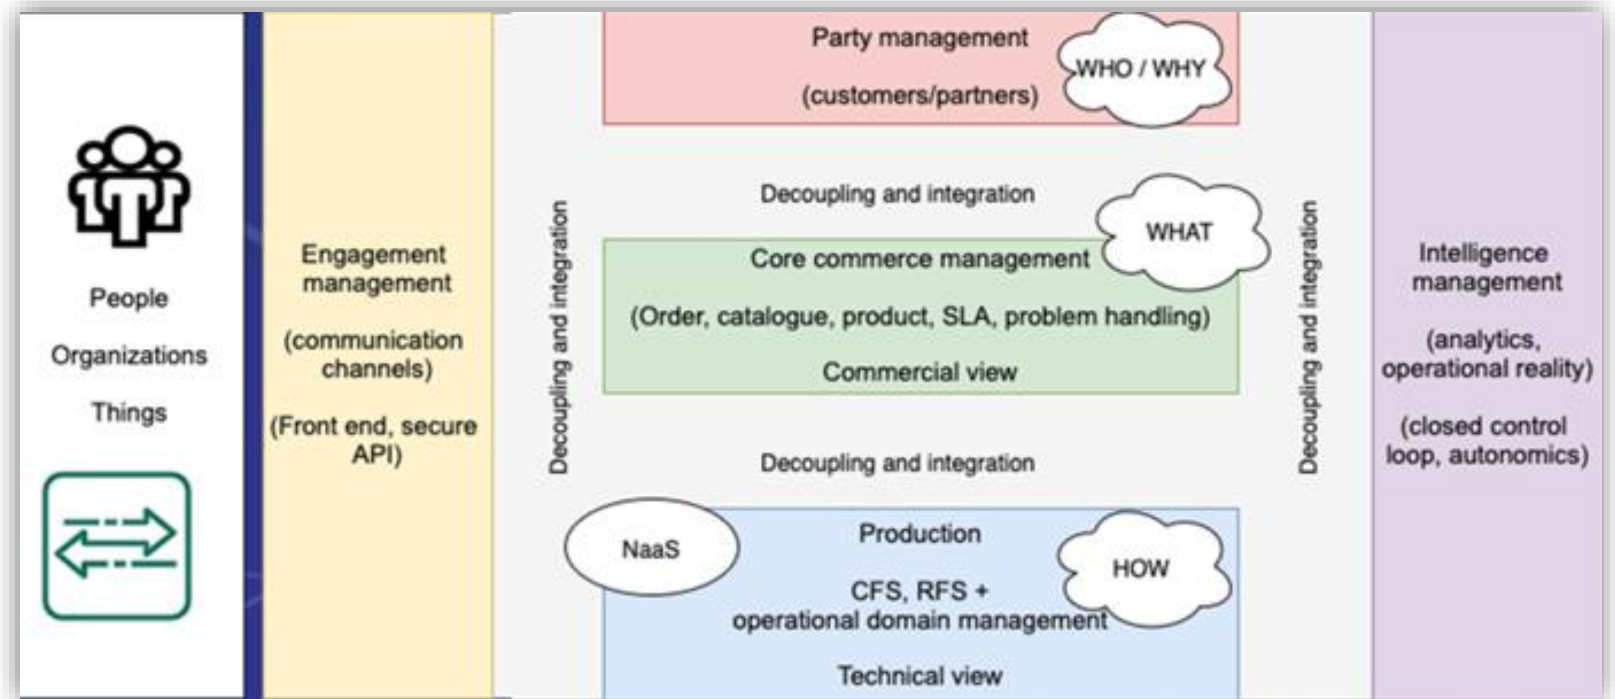 People
Organizations
Things
Engagement
management
(communication
channels)
(Front end, secure
API)
Decoupling and integration
Party management
(customers/partners)
WHO / WHY
Decoupling and integration
WHAT
Core commerce management
(Order, catalogue, product, SLA, problem handling)
Commercial view
Decoupling and integration
NaaS
Production
HOW
CFS, RFS +
operational domain management
Technical view
Decoupling and integration
Intelligence
management
(analytics,
operational reality)
(closed control
loop, autonomics)